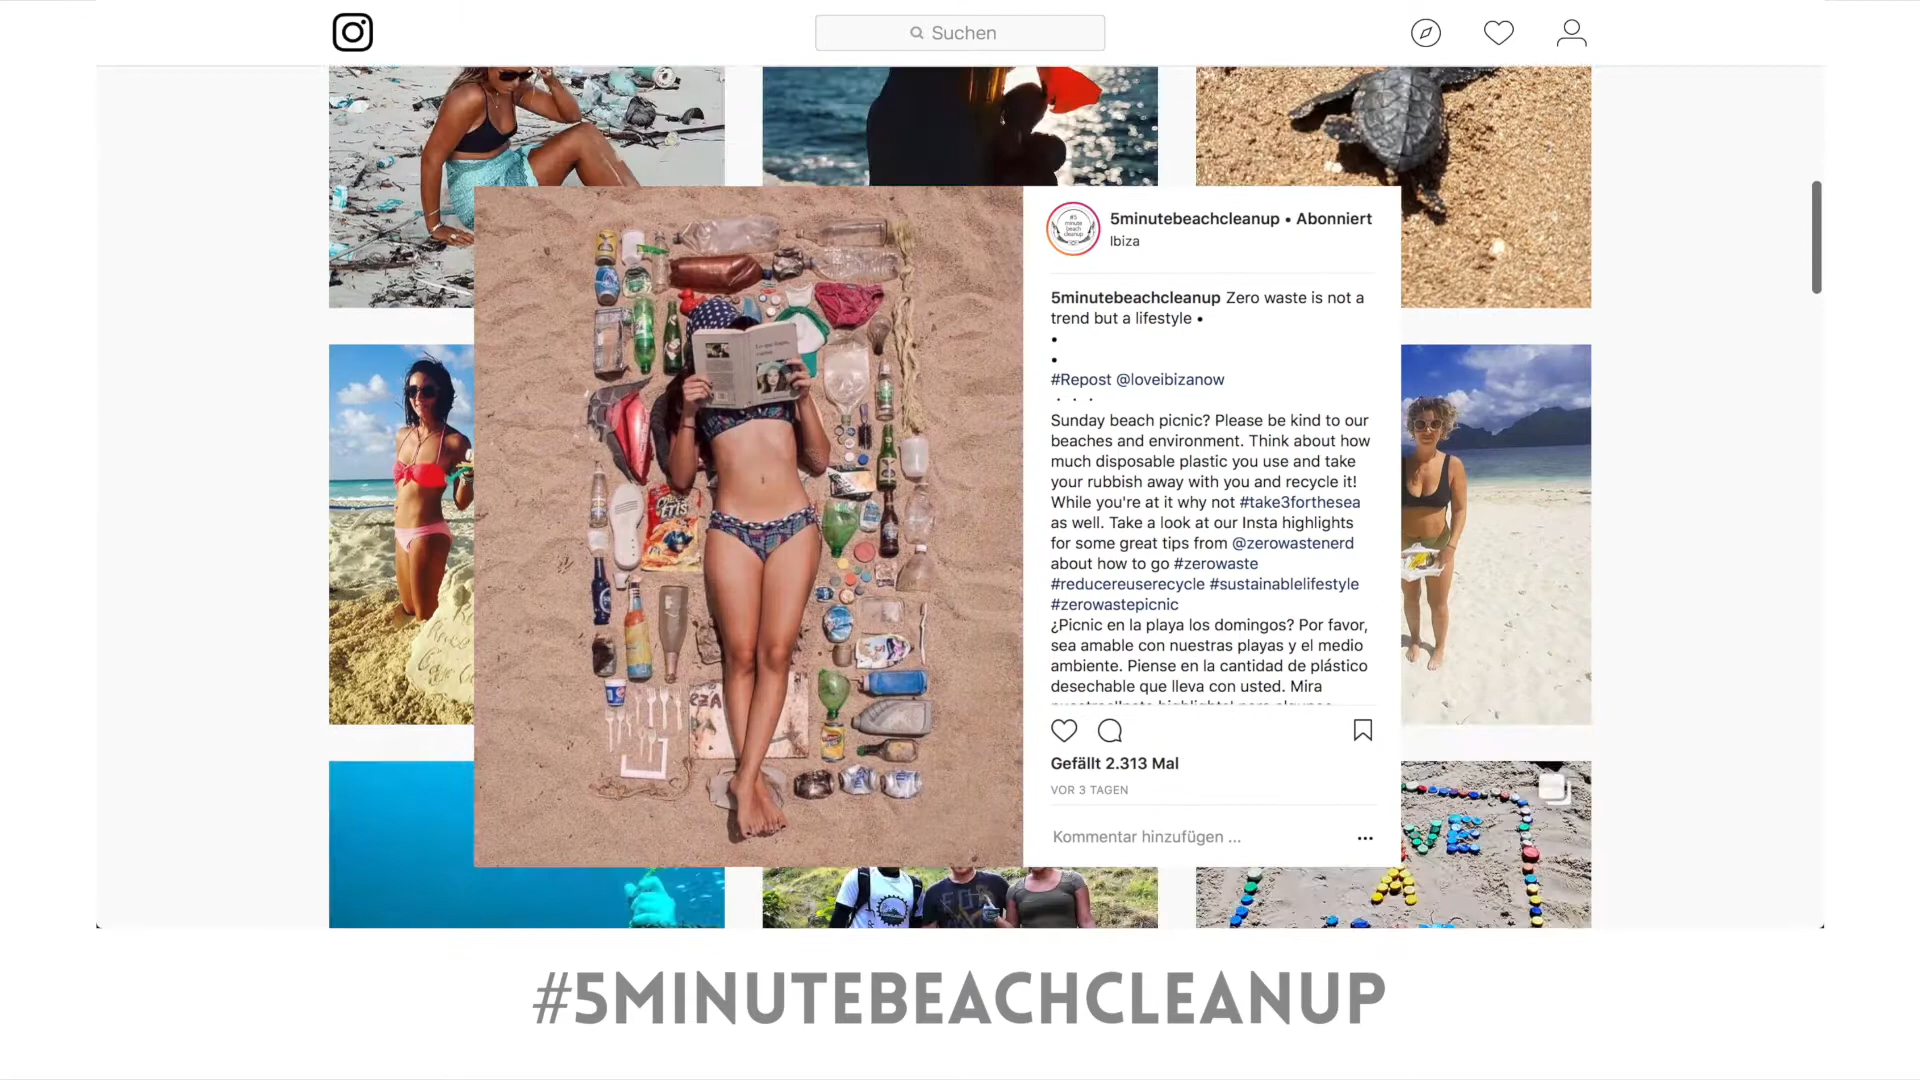 Suchen
#5
minute
beach
cleanup
5minutebeachcleanup • Abonniert
Ibiza
5minutebeachcleanup Zero waste is not a
trend but a lifestyle •
•
•
#Repost @loveibizanow
・・・
Sunday beach picnic? Please be kind to our
beaches and environment. Think about how
much disposable plastic you use and take
your rubbish away with you and recycle it!
While you're at it why not #take3forthesea
as well. Take a look at our Insta highlights
for some great tips from @zerowastenerd
about how to go #zerowaste
#reducereuserecycle #sustainablelifestyle
#zerowastepicnic
¿Picnic en la playa los domingos? Por favor,
sea amable con nuestras playas y el medio
ambiente. Piense en la cantidad de plástico
desechable que lleva con usted. Mira
Gefällt 2.313 Mal
VOR 3 TAGEN
Kommentar hinzufügen ...
#5MINUTEBEACHCLEANUP